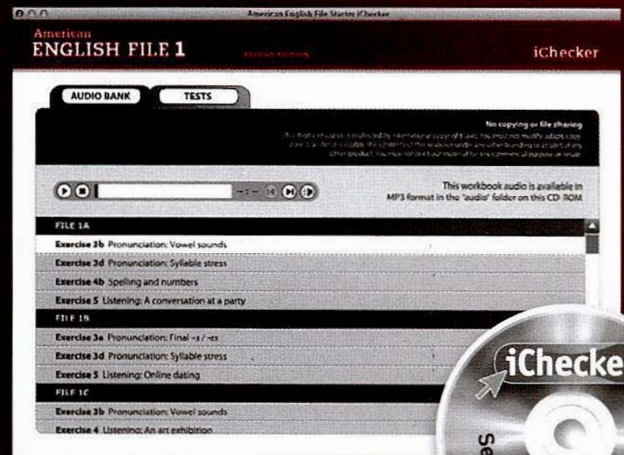 American English File Starter iChecker
American
ENGLISH FILE 1
SECOND EDITION
iChecker
AUDIO BANK
TESTS
No copying or file sharing
This workbook audio is available in
MP3 format in the 'audio' folder on this CD-ROM
FILE 1A
Exercise 3b Pronunciation: Vowel sounds
Exercise 3d Pronunciation: Syllable stress
Exercise 4b Spelling and numbers
Exercise 5 Listening: A conversation at a party
FILE 1B
Exercise 3a Pronunciation: Final -s / -es
Exercise 3d Pronunciation: Syllable stress
Exercise 5 Listening: Online dating
FILE 1C
Exercise 3b Pronunciation: Vowel sounds
Exercise 4 Listening: An art exhibition
iChecke
Se